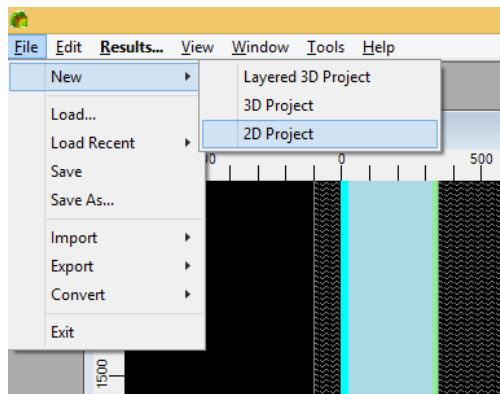 File Edit Results... View Window Tools Help
New
Layered 3D Project
3D Project
2D Project
Load...
Load Recent
Save
Save As...
Import
Export
Convert
Exit
0 0 500
1500